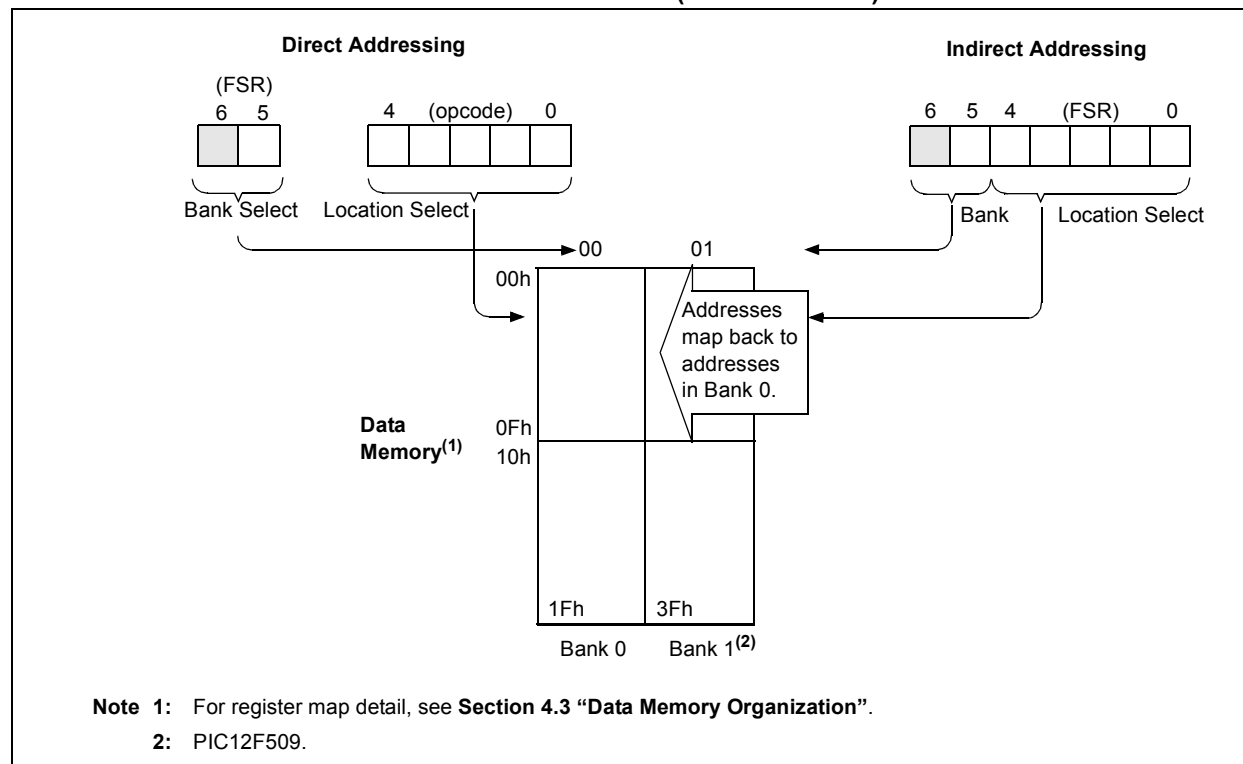 Direct Addressing
Indirect Addressing
(FSR)
6 5
4 (opcode) 0
6 5 4 (FSR) 0
Bank Select
Location Select
Bank
Location Select
00
01
00h
Addresses
map back to
addresses
in Bank 0.
Data
Memory(1)
0Fh
10h
1Fh
3Fh
Bank 0
Bank 1(2)
Note 1: For register map detail, see Section 4.3 “Data Memory Organization”.
2: PIC12F509.